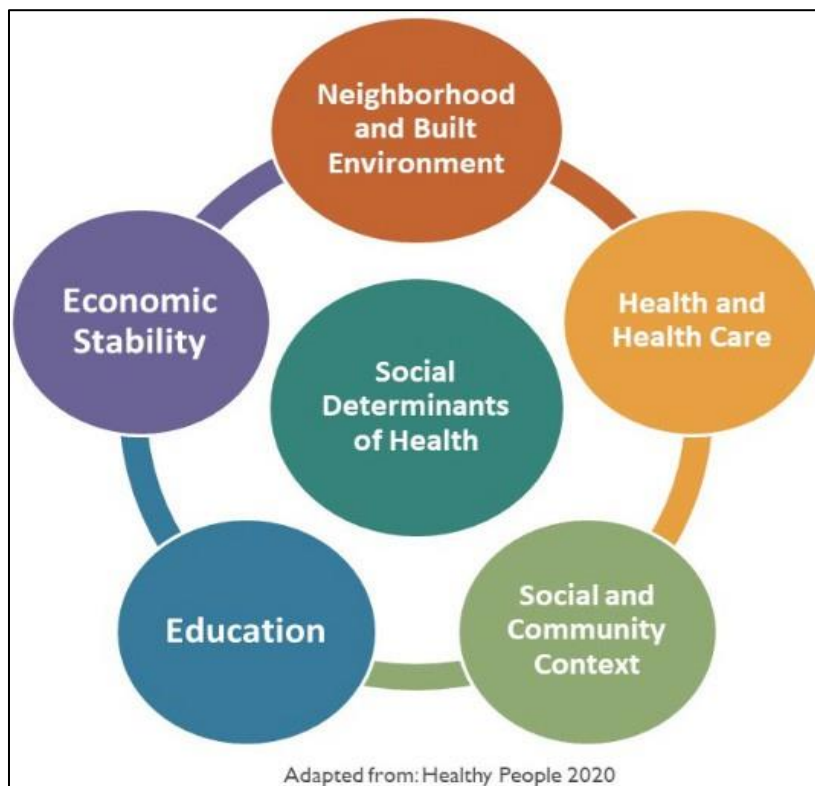 Neighborhood
and Built
Environment
Economic
Stability
Health and
Health Care
Social
Determinants
of Health
Education
Social and
Community
Context
Adapted from: Healthy People 2020